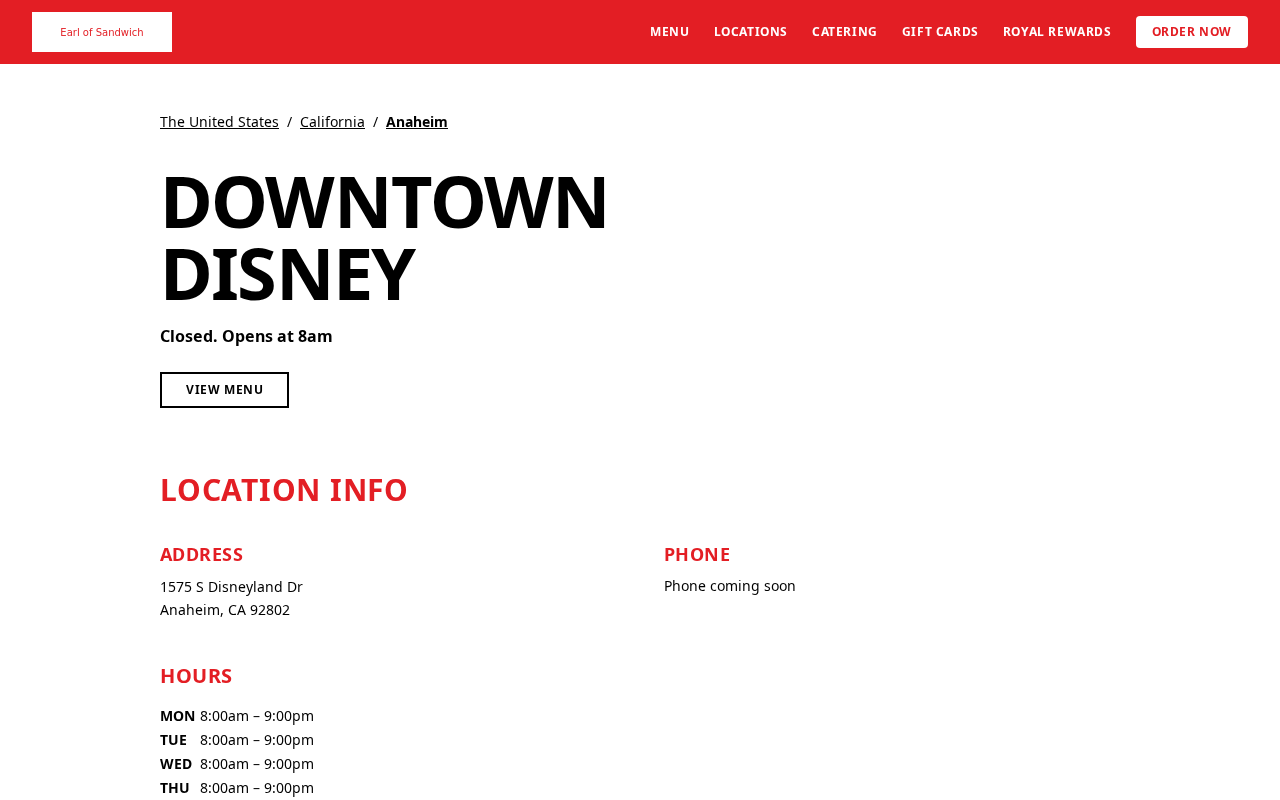 Earl of Sandwich
MENU LOCATIONS CATERING GIFT CARDS ROYAL REWARDS ORDER NOW
The United States / California / Anaheim
DOWNTOWN
DISNEY
Closed. Opens at 8am
VIEW MENU
LOCATION INFO
ADDRESS
1575 S Disneyland Dr
Anaheim, CA 92802
PHONE
Phone coming soon
HOURS
MON 8:00am – 9:00pm
TUE 8:00am – 9:00pm
WED 8:00am – 9:00pm
THU 8:00am – 9:00pm